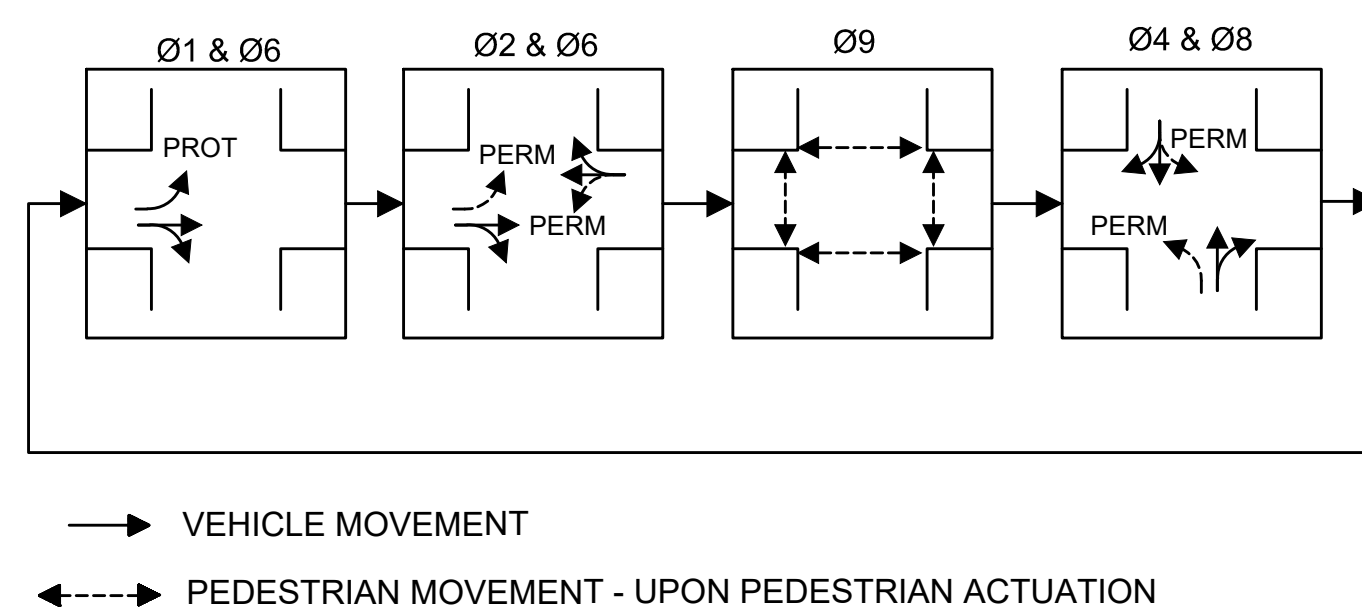 Ø1 & Ø6
Ø2 & Ø6
Ø9
Ø4 & Ø8
PROT
PERM
PERM
PERM
PERM
VEHICLE MOVEMENT
PEDESTRIAN MOVEMENT - UPON PEDESTRIAN ACTUATION